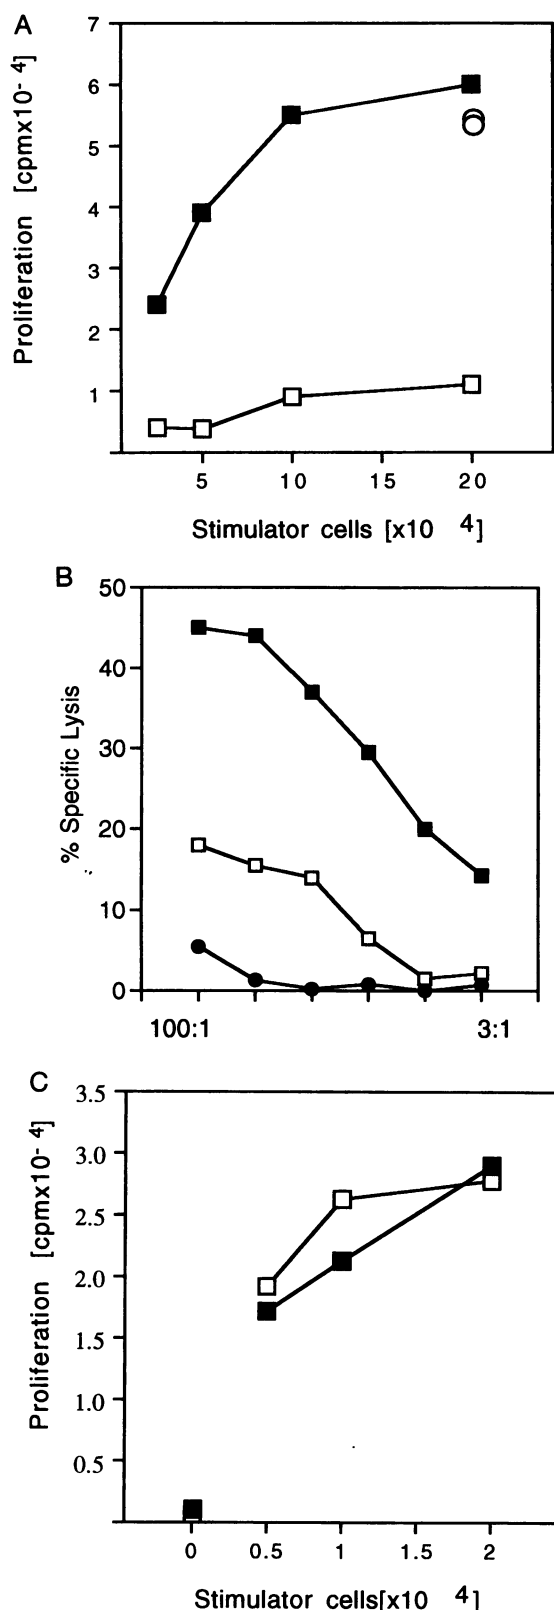 A
Proliferation [cpmx10- 4]
7
6
5
4
3
2
1
5 10 15 20
Stimulator cells [x10 4]
B
% Specific Lysis
50
40
30
20
10
0
100:1 3:1
C
Proliferation [cpmx10- 4]
3.5
3.0
2.5
2.0
1.5
1.0
0.5
0 0.5 1 1.5 2
Stimulator cells[x10 4]